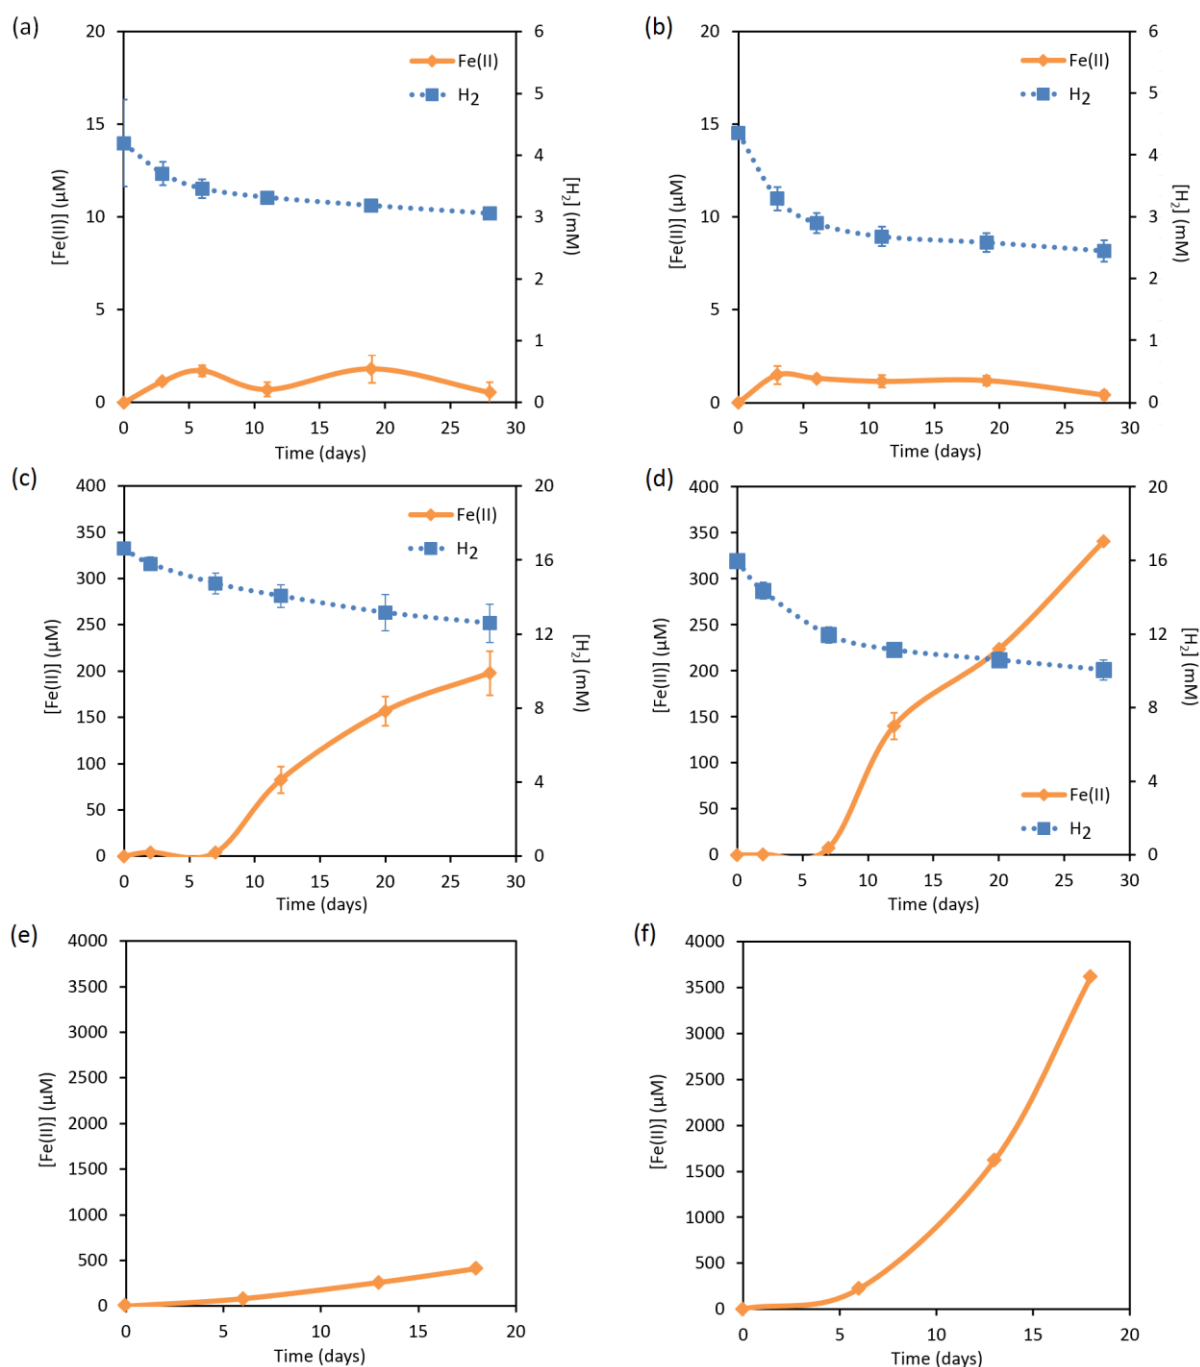 (a)
20
15
10
5
0
[Fe(II)] (µM)
6
5
4
3
2
1
0
[H2] (mM)
Fe(II)
H2
0 5 10 15 20 25 30
Time (days)
(b)
20
15
10
5
0
[Fe(II)] (µM)
6
5
4
3
2
1
0
[H2] (mM)
Fe(II)
H2
0 5 10 15 20 25 30
Time (days)
(c)
400
350
300
250
200
150
100
50
0
[Fe(II)] (µM)
20
16
12
8
4
0
[H2] (mM)
Fe(II)
H2
0 5 10 15 20 25 30
Time (days)
(d)
400
350
300
250
200
150
100
50
0
[Fe(II)] (µM)
20
16
12
8
4
0
[H2] (mM)
Fe(II)
H2
0 5 10 15 20 25 30
Time (days)
(e)
4000
3500
3000
2500
2000
1500
1000
500
0
[Fe(II)] (µM)
0 5 10 15 20
Time (days)
(f)
4000
3500
3000
2500
2000
1500
1000
500
0
[Fe(II)] (µM)
0 5 10 15 20
Time (days)